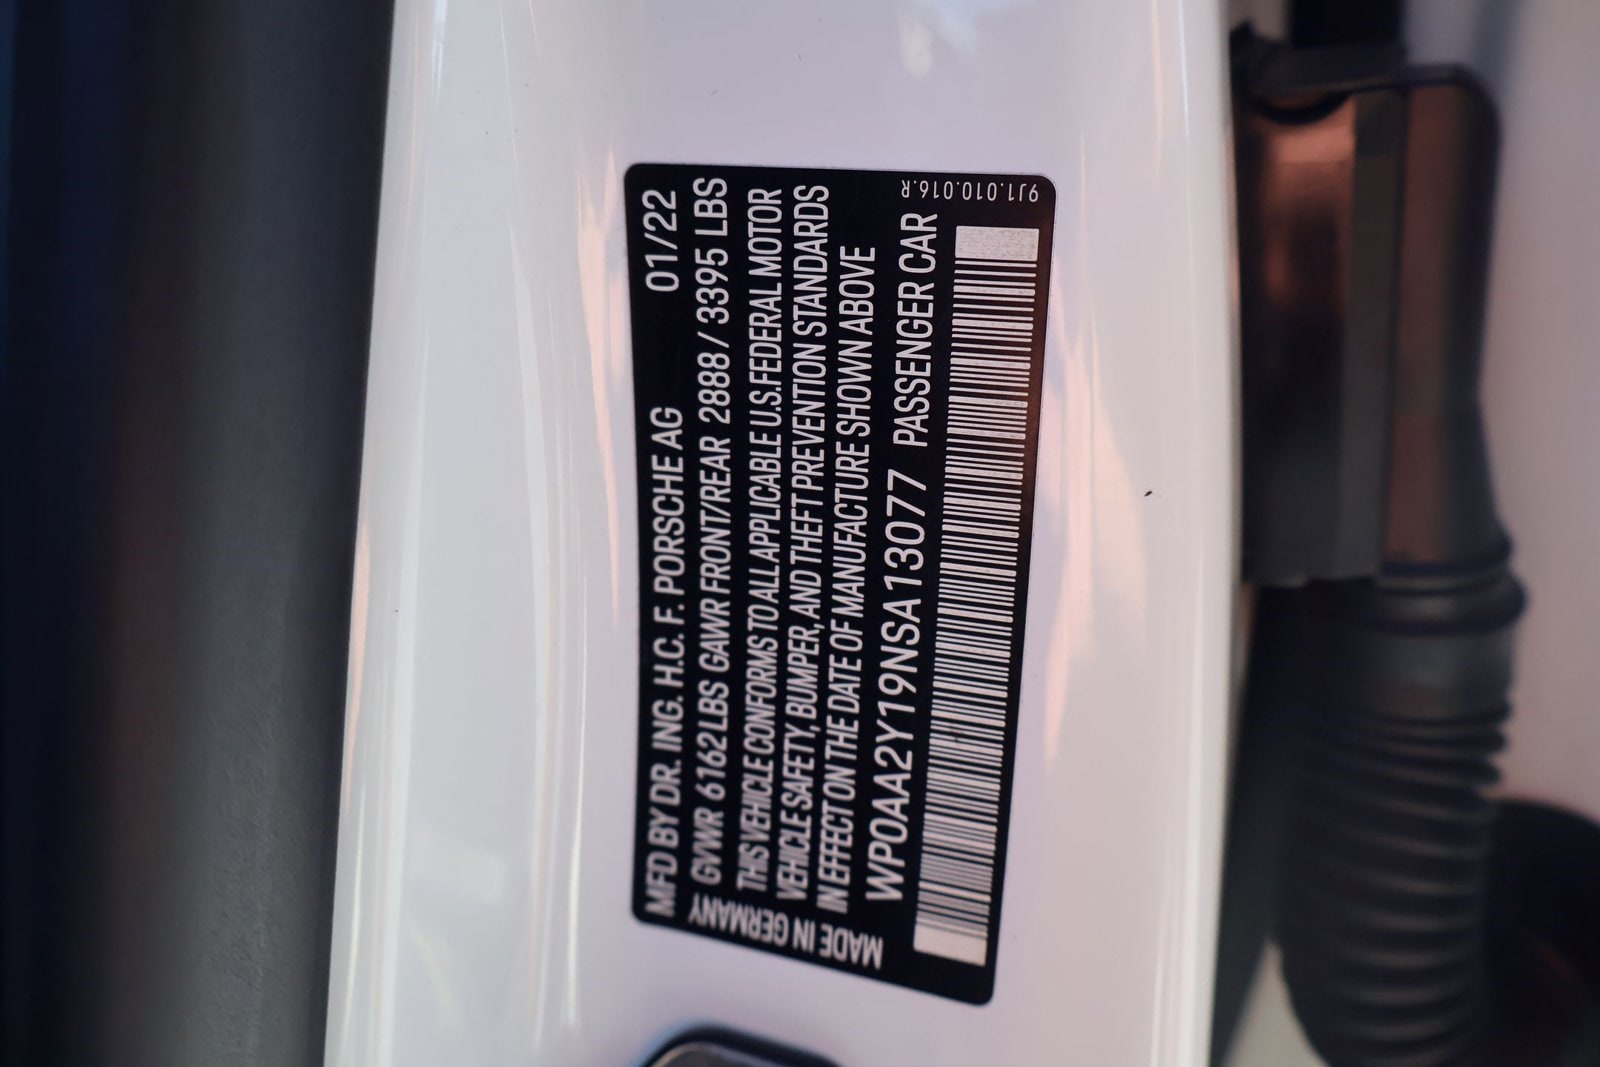 MFD BY DR. ING. H.C. F. PORSCHE AG 01/22
GVWR 6162LBS GAWR FRONT/REAR 2888 / 3395 LBS
THIS VEHICLE CONFORMS TO ALL APPLICABLE U.S. FEDERAL MOTOR
VEHICLE SAFETY, BUMPER, AND THEFT PREVENTION STANDARDS
IN EFFECT ON THE DATE OF MANUFACTURE SHOWN ABOVE
WP0AA2Y19NSA13077 PASSENGER CAR
MADE IN GERMANY
9J1.010.016.R